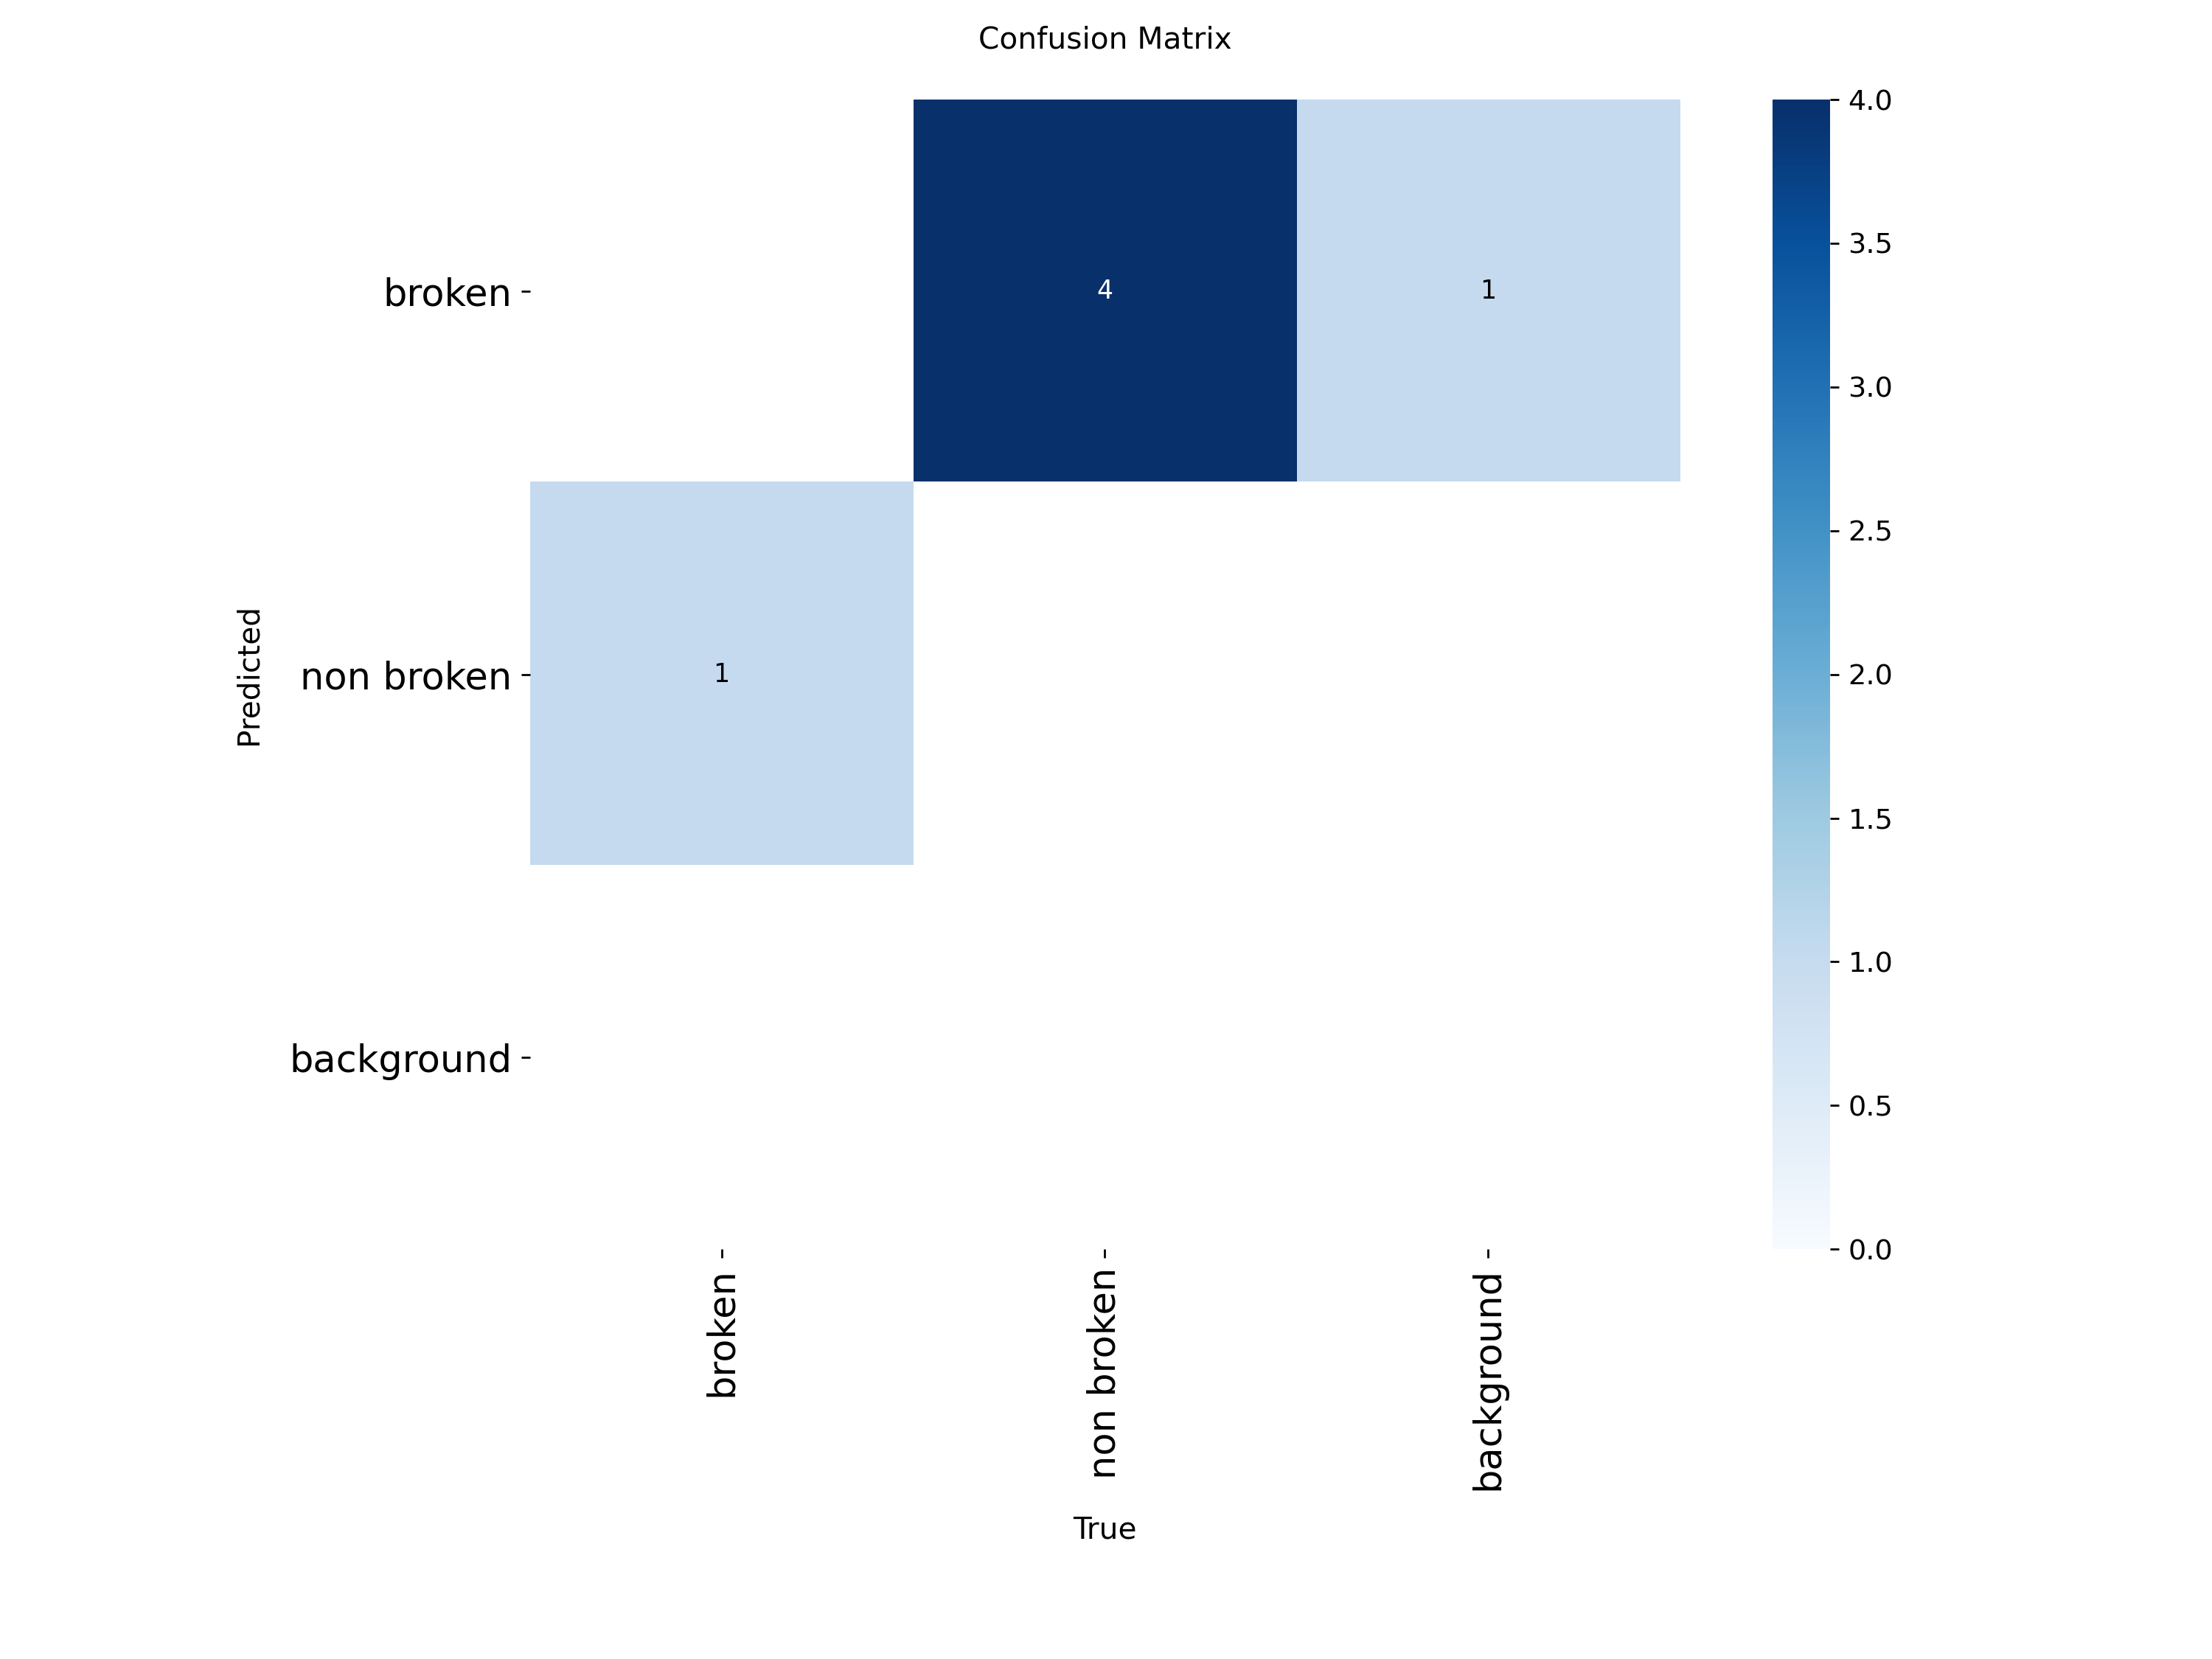 Confusion Matrix
broken
4
1
non broken
1
background
broken
non broken
background
True
Predicted
4.0
3.5
3.0
2.5
2.0
1.5
1.0
0.5
0.0